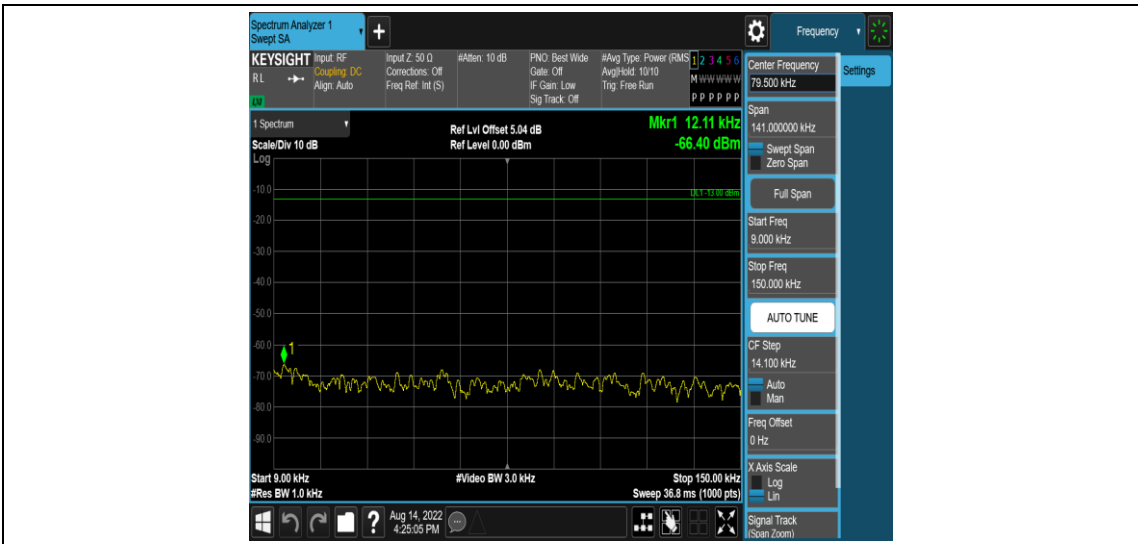 Spectrum Analyzer 1
Swept SA
Frequency
KEYSIGHT
RL
LXI
Input: RF
Coupling: DC
Align: Auto
Input Z: 50 Ω
Corrections: Off
Freq Ref: Int (S)
#Atten: 10 dB
PNO: Best Wide
Gate: Off
IF Gain: Low
Sig Track: Off
#Avg Type: Power (RMS
Avg|Hold: 10/10
Trig: Free Run
1 2 3 4 5 6
M W W W W W
P P P P P P
Center Frequency
79.500 kHz
Settings
Span
141.000000 kHz
Swept Span
Zero Span
Full Span
Start Freq
9.000 kHz
Stop Freq
150.000 kHz
AUTO TUNE
CF Step
14.100 kHz
Auto
Man
Freq Offset
0 Hz
X Axis Scale
Log
Lin
Signal Track
(Span Zoom)
1 Spectrum
Scale/Div 10 dB
Log
Ref Lvl Offset 5.04 dB
Ref Level 0.00 dBm
Mkr1 12.11 kHz
-66.40 dBm
DL1 -13.00 dBm
-10.0
-20.0
-30.0
-40.0
-50.0
-60.0
1
-70.0
-80.0
-90.0
Start 9.00 kHz
#Res BW 1.0 kHz
#Video BW 3.0 kHz
Stop 150.00 kHz
Sweep 36.8 ms (1000 pts)
?
Aug 14, 2022
4:25:05 PM